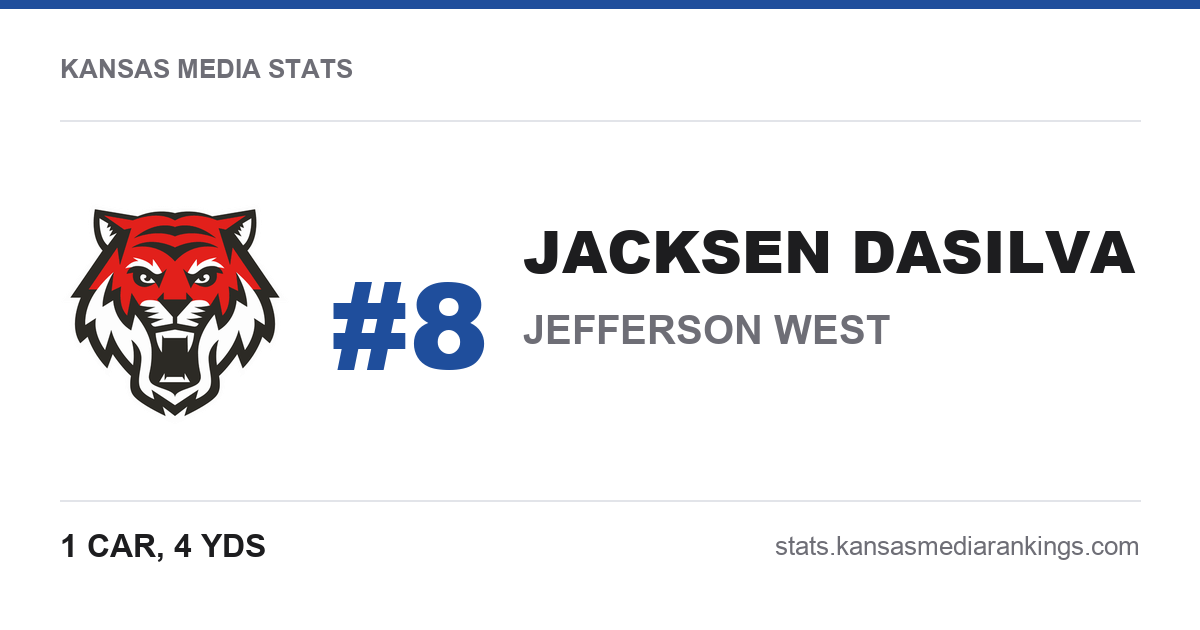 KANSAS MEDIA STATS
#8
JACKSEN DASILVA
JEFFERSON WEST
1 CAR, 4 YDS
stats.kansasmediarankings.com